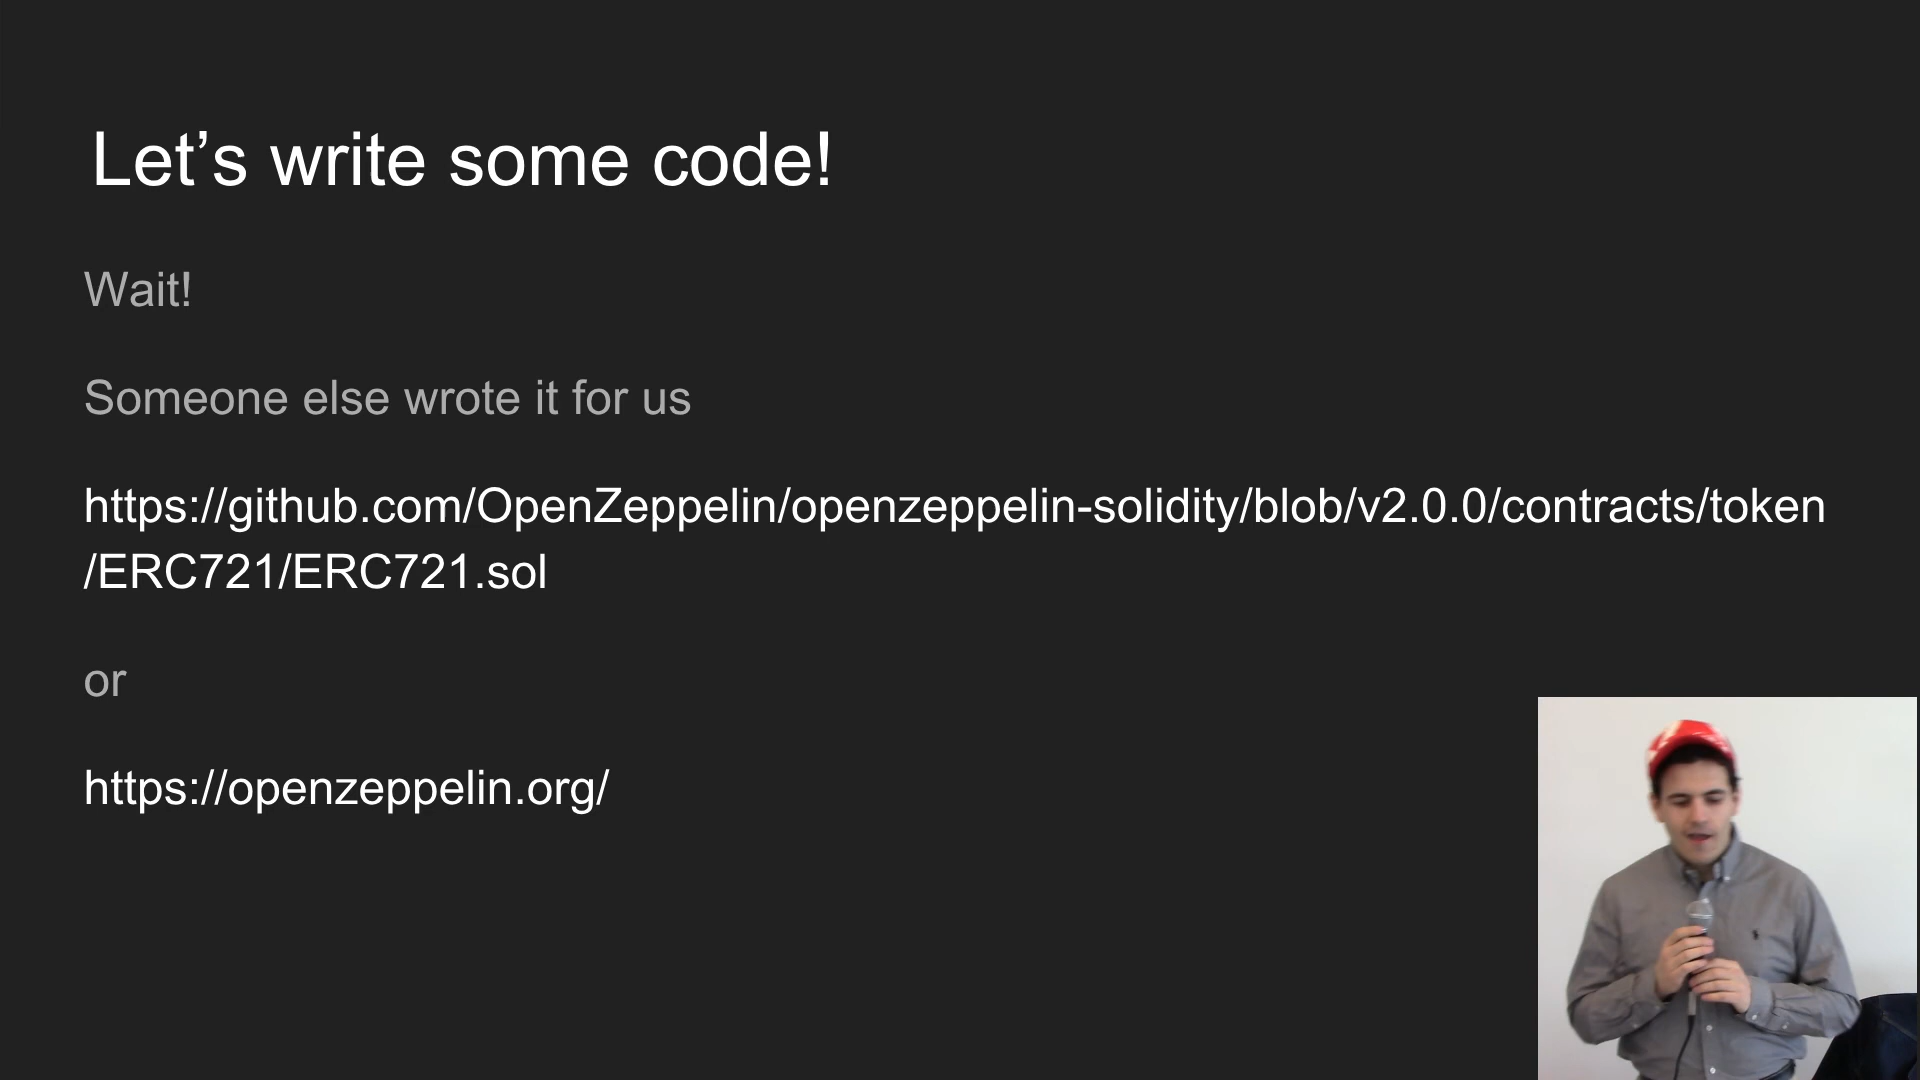 Let’s write some code!
Wait!
Someone else wrote it for us
https://github.com/OpenZeppelin/openzeppelin-solidity/blob/v2.0.0/contracts/token
/ERC721/ERC721.sol
or
https://openzeppelin.org/